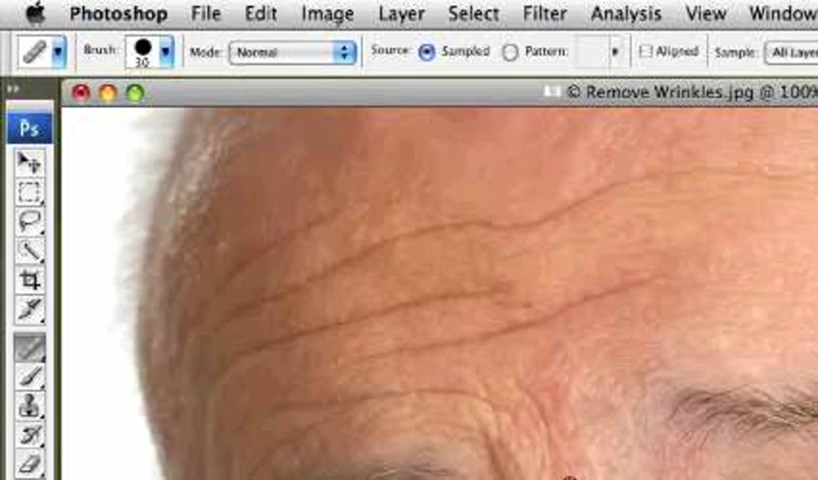 Photoshop File Edit Image Layer Select Filter Analysis View Window
Brush: 30 Mode: Normal Source: Sampled Pattern: Aligned Sample: All Laye
© Remove Wrinkles.jpg @ 100%
Ps